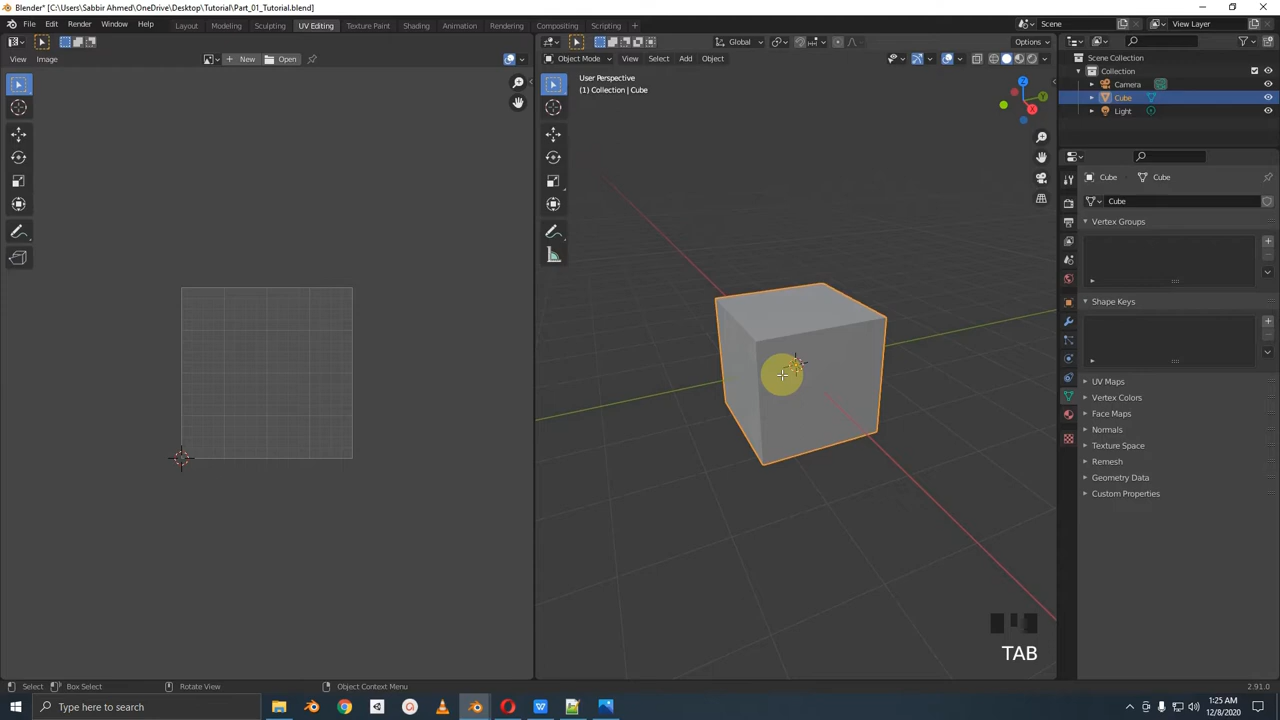 Blender* [C:\Users\Sabbir Ahmed\OneDrive\Desktop\Tutorial\Part_01_Tutorial.blend]
File Edit Render Window Help Layout Modeling Sculpting UV Editing Texture Paint Shading Animation Rendering Compositing Scripting + Scene View Layer
Global Options
View Image New Open Object Mode View Select Add Object
Scene Collection
Collection
Camera
Cube
Light
User Perspective
(1) Collection | Cube
Z
Y
X
Cube Cube
Cube
Vertex Groups
Shape Keys
UV Maps
Vertex Colors
Face Maps
Normals
Texture Space
Remesh
Geometry Data
Custom Properties
TAB
Select Box Select Rotate View Object Context Menu 2.91.0
Type here to search
1:25 AM
12/8/2020